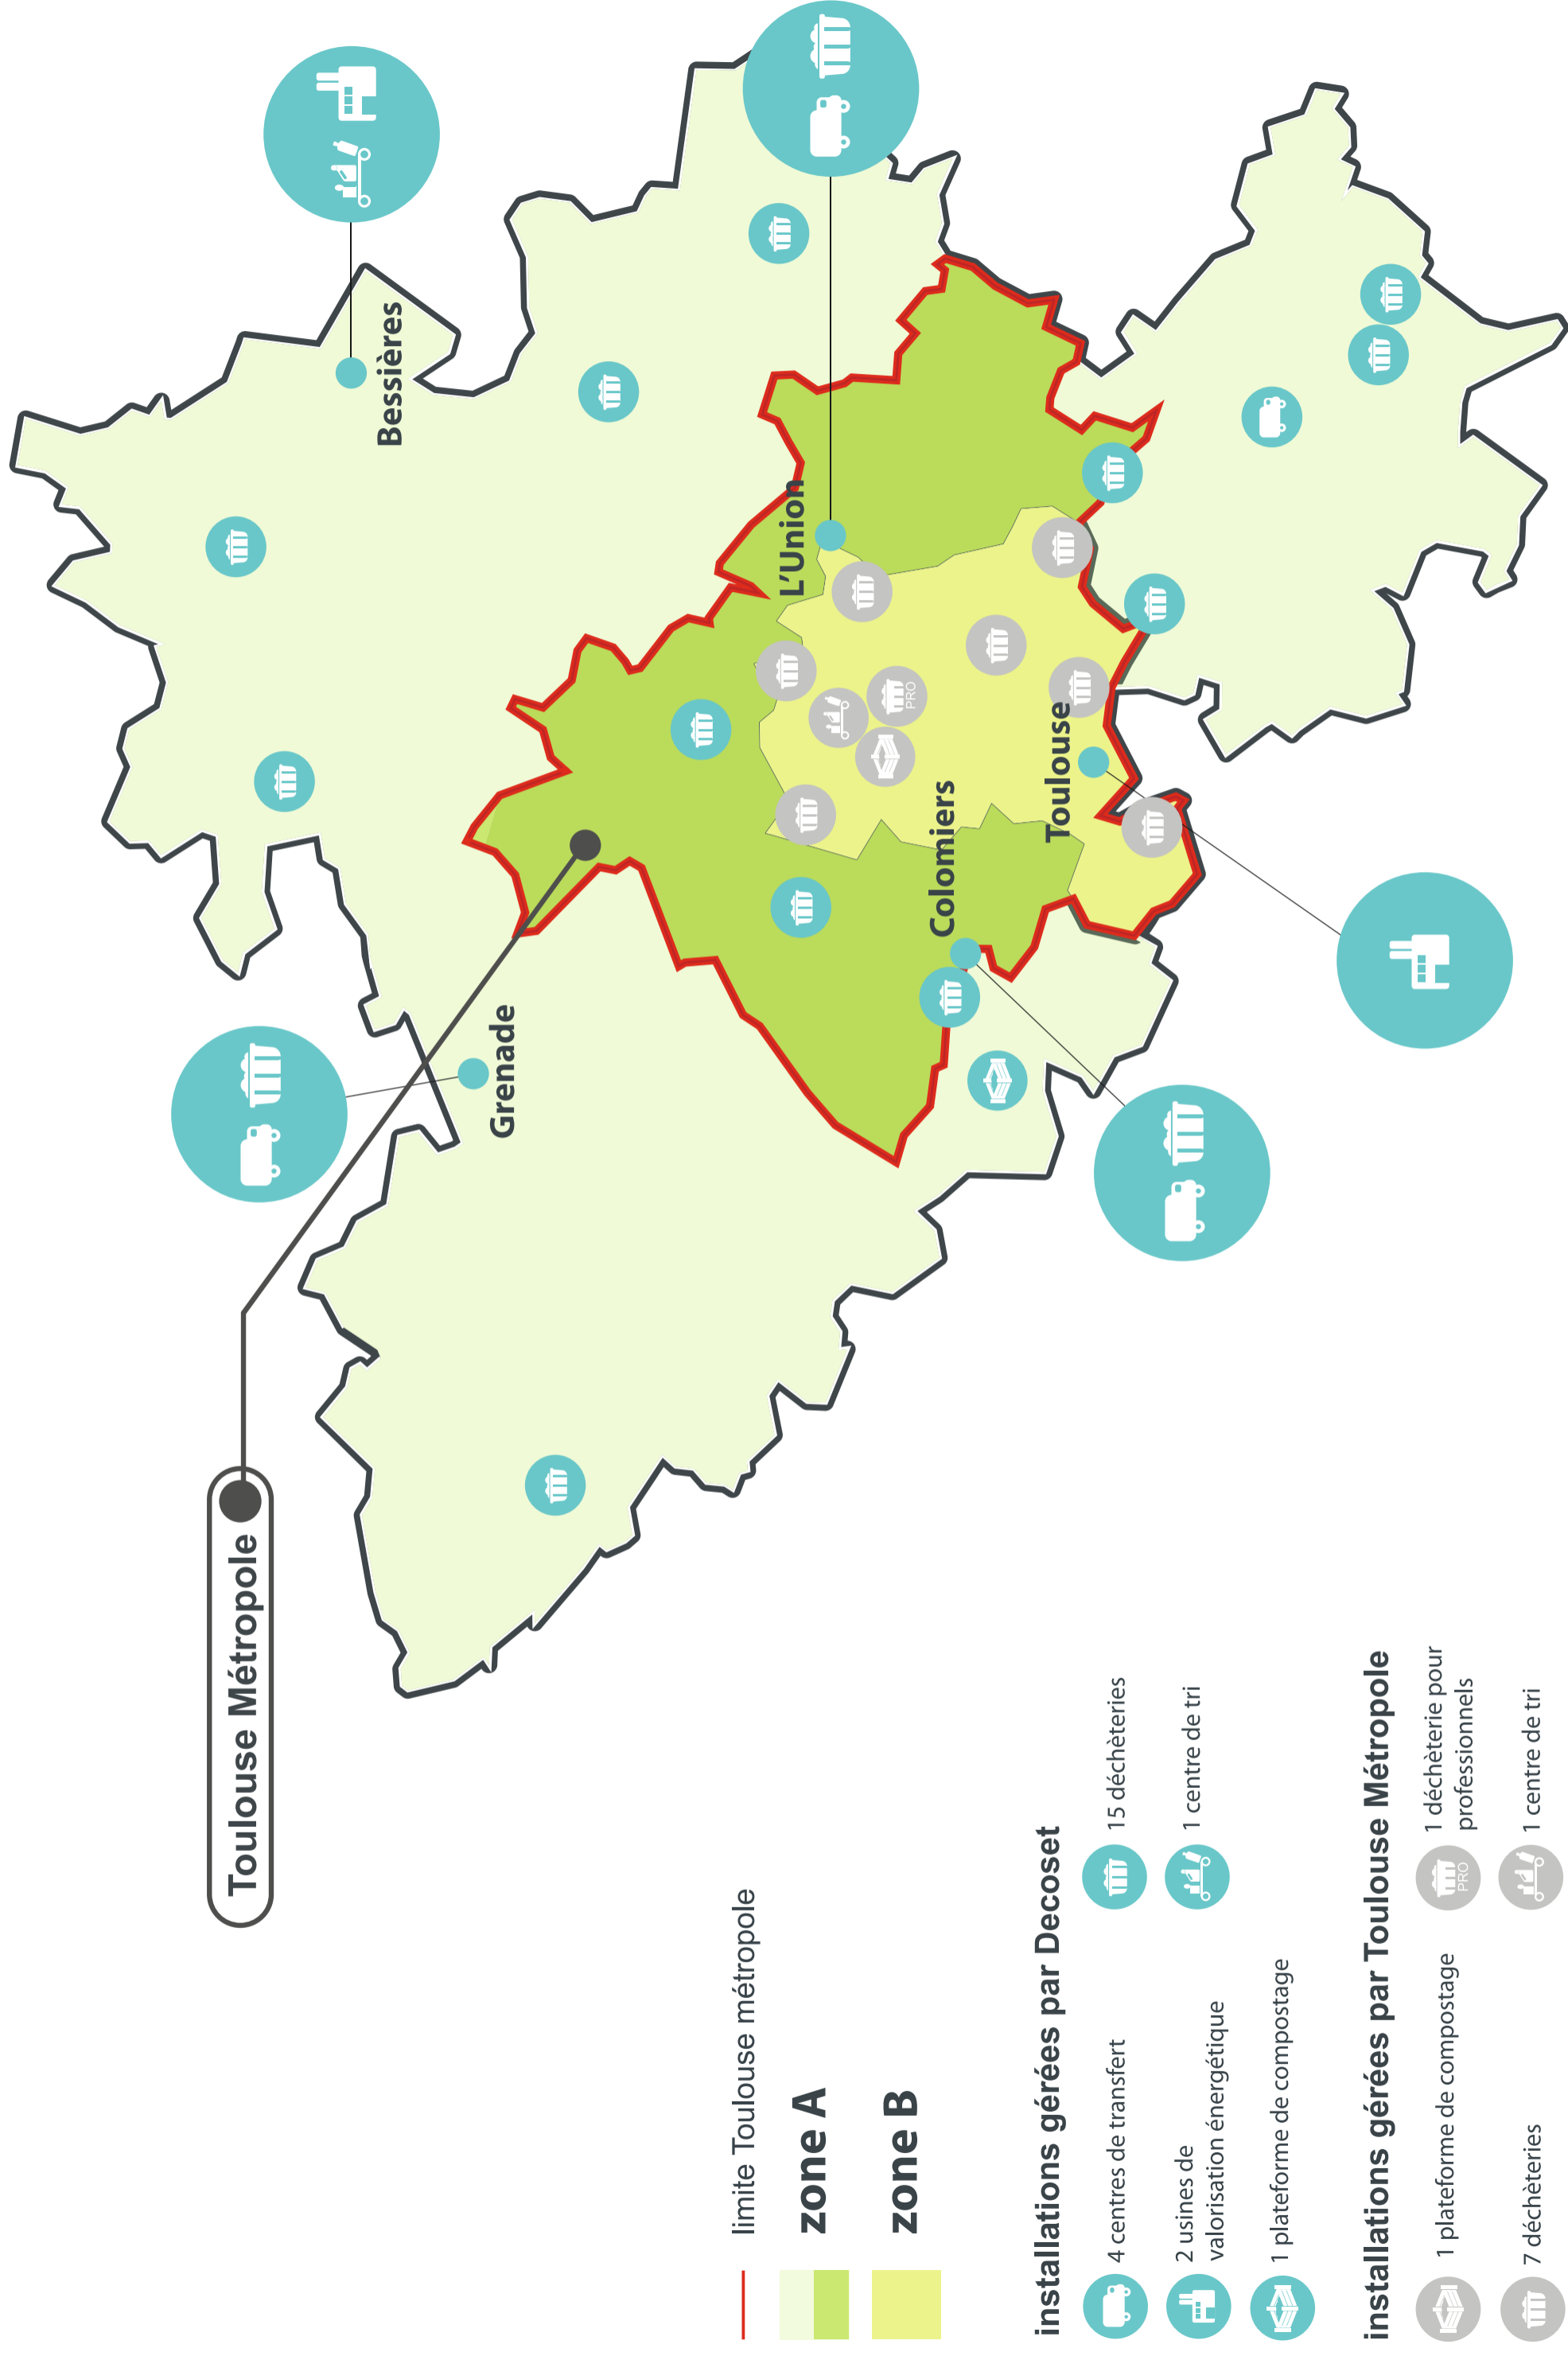 Toulouse Métropole
Bessières
Grenade
L'Union
Colomiers
Toulouse
PRO
limite Toulouse métropole
zone A
zone B
installations gérées par Decoset
4 centres de transfert
15 déchèteries
2 usines de
valorisation énergétique
1 centre de tri
1 plateforme de compostage
installations gérées par Toulouse Métropole
1 plateforme de compostage
PRO
1 déchèterie pour
professionnels
7 déchèteries
1 centre de tri